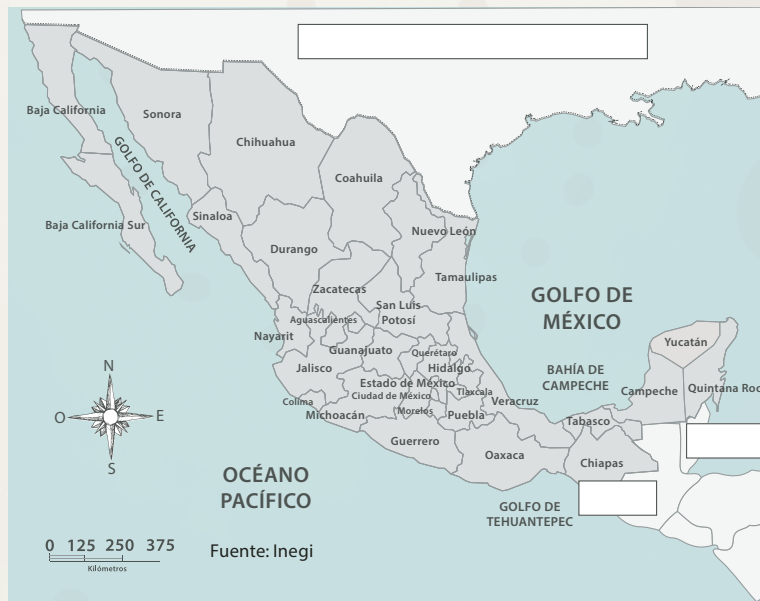 Baja California
Sonora
Chihuahua
Coahuila
GOLFO DE CALIFORNIA
Baja California Sur
Sinaloa
Nuevo León
Durango
Tamaulipas
Zacatecas
San Luis
Potosí
Aguascalientes
Nayarit
GOLFO DE
MÉXICO
Guanajuato
Querétaro
Yucatán
Jalisco
Hidalgo
BAHÍA DE
CAMPECHE
Estado de México
Ciudad de México
Tlaxcala
Campeche
Quintana Roo
Colima
Veracruz
Michoacán
Morelos
Puebla
Tabasco
Guerrero
Oaxaca
Chiapas
N
O
E
S
OCÉANO
PACÍFICO
GOLFO DE
TEHUANTEPEC
0 125 250 375
Kilómetros
Fuente: Inegi